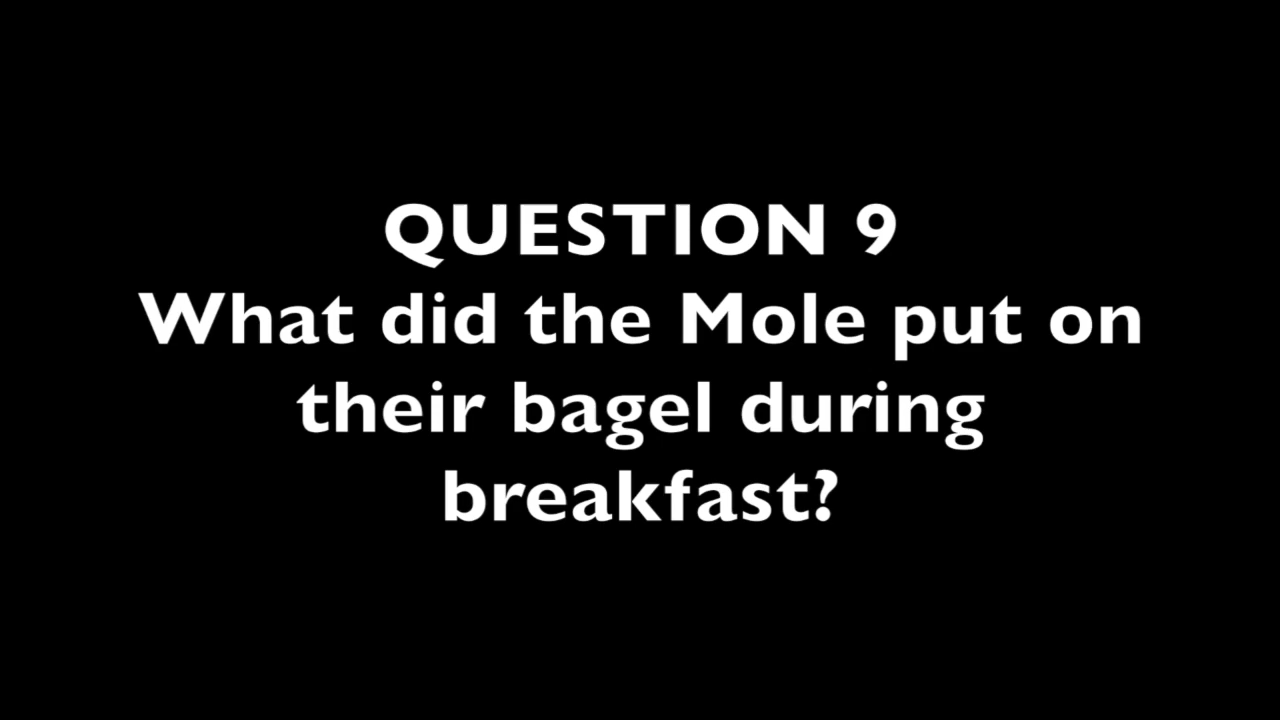 QUESTION 9
What did the Mole put on
their bagel during
breakfast?